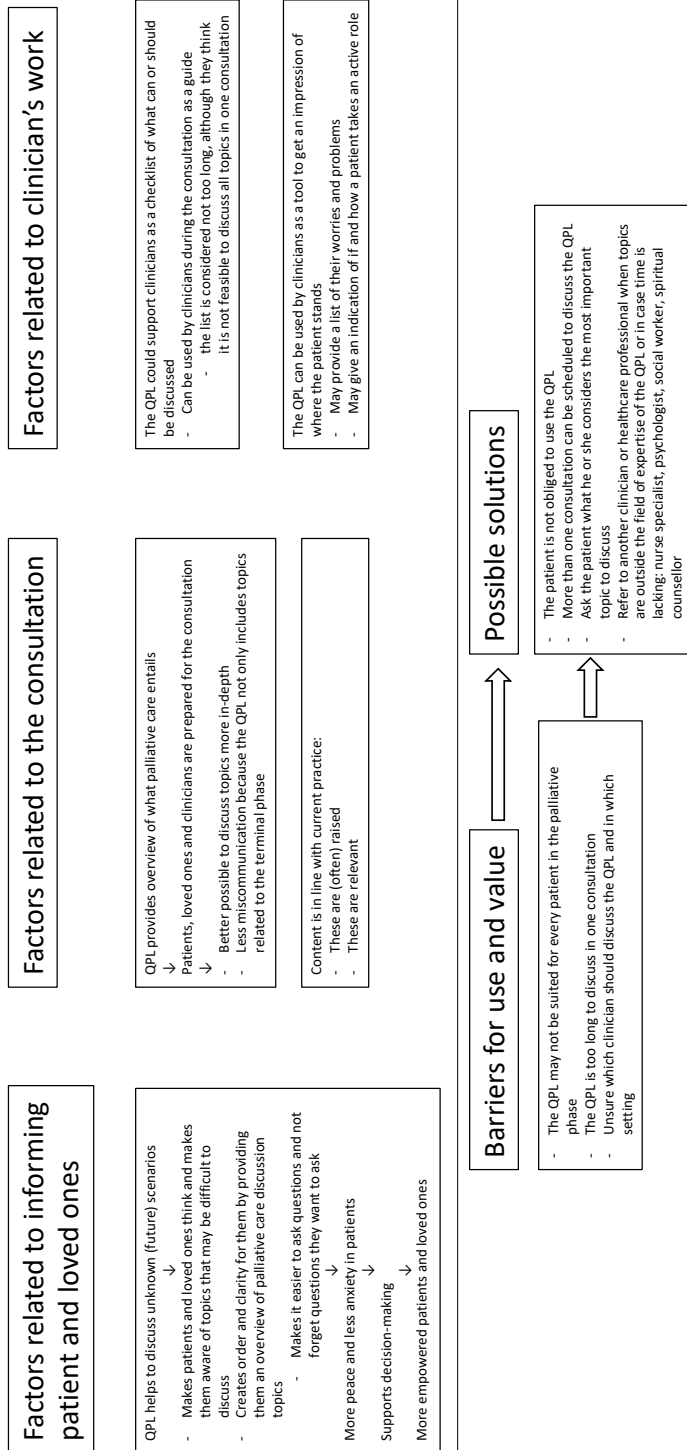 Factors related to informing
patient and loved ones
QPL helps to discuss unknown (future) scenarios
↓
- Makes patients and loved ones think and makes
them aware of topics that may be difficult to
discuss
- Creates order and clarity for them by providing
them an overview of palliative care discussion
topics
- Makes it easier to ask questions and not
forget questions they want to ask
↓
More peace and less anxiety in patients
↓
Supports decision-making
↓
More empowered patients and loved ones
Factors related to the consultation
QPL provides overview of what palliative care entails
↓
Patients, loved ones and clinicians are prepared for the consultation
↓
- Better possible to discuss topics more in-depth
- Less miscommunication because the QPL not only includes topics
related to the terminal phase
Content is in line with current practice:
- These are (often) raised
- These are relevant
Factors related to clinician's work
The QPL could support clinicians as a checklist of what can or should
be discussed
- Can be used by clinicians during the consultation as a guide
- the list is considered not too long, although they think
it is not feasible to discuss all topics in one consultation
The QPL can be used by clinicians as a tool to get an impression of
where the patient stands
- May provide a list of their worries and problems
- May give an indication of if and how a patient takes an active role
Barriers for use and value
- The QPL may not be suited for every patient in the palliative
phase
- The QPL is too long to discuss in one consultation
- Unsure which clinician should discuss the QPL and in which
setting
Possible solutions
- The patient is not obliged to use the QPL
- More than one consultation can be scheduled to discuss the QPL
- Ask the patient what he or she considers the most important
topic to discuss
- Refer to another clinician or healthcare professional when topics
are outside the field of expertise of the QPL or in case time is
lacking: nurse specialist, psychologist, social worker, spiritual
counsellor